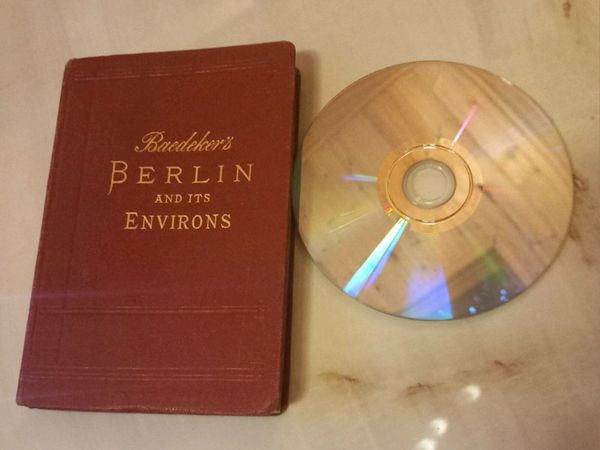 Baedeker's
BERLIN
AND ITS
ENVIRONS